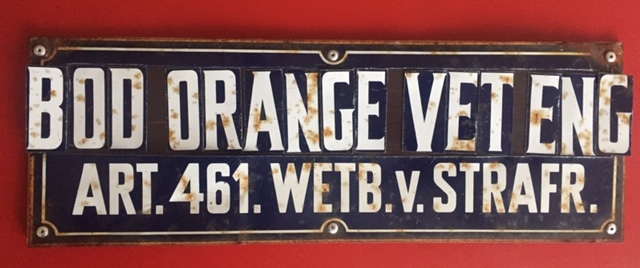 BOD ORANGE VET ENG
ART. 461. WETB. v. STRAFR.